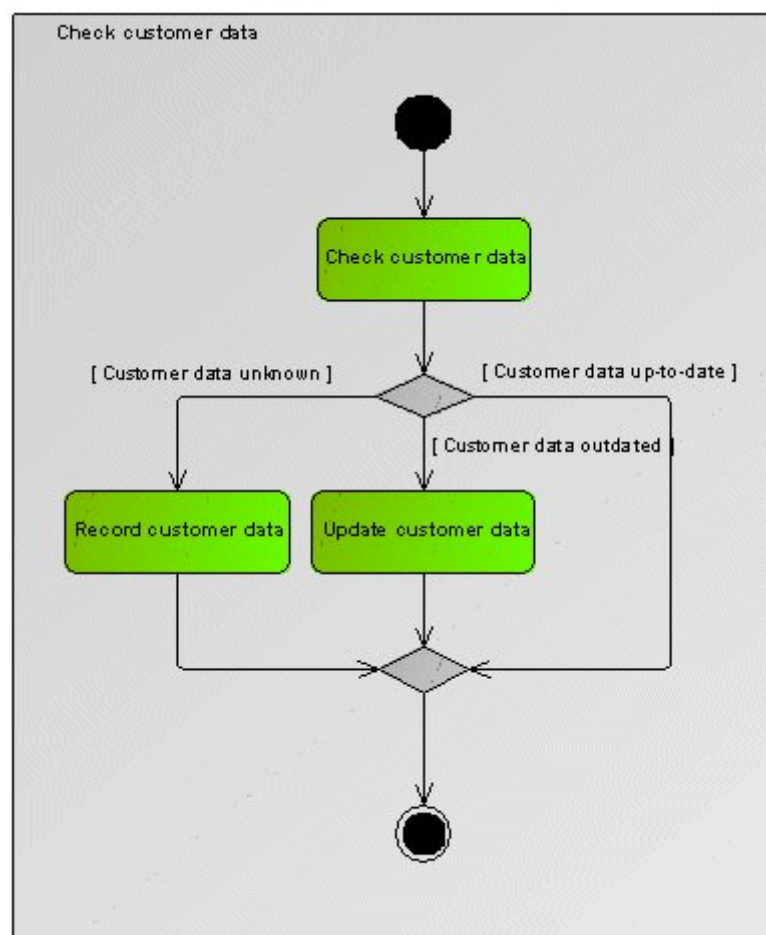 Check customer data
Check customer data
[ Customer data unknown ]
[ Customer data up-to-date ]
[ Customer data outdated ]
Record customer data
Update customer data